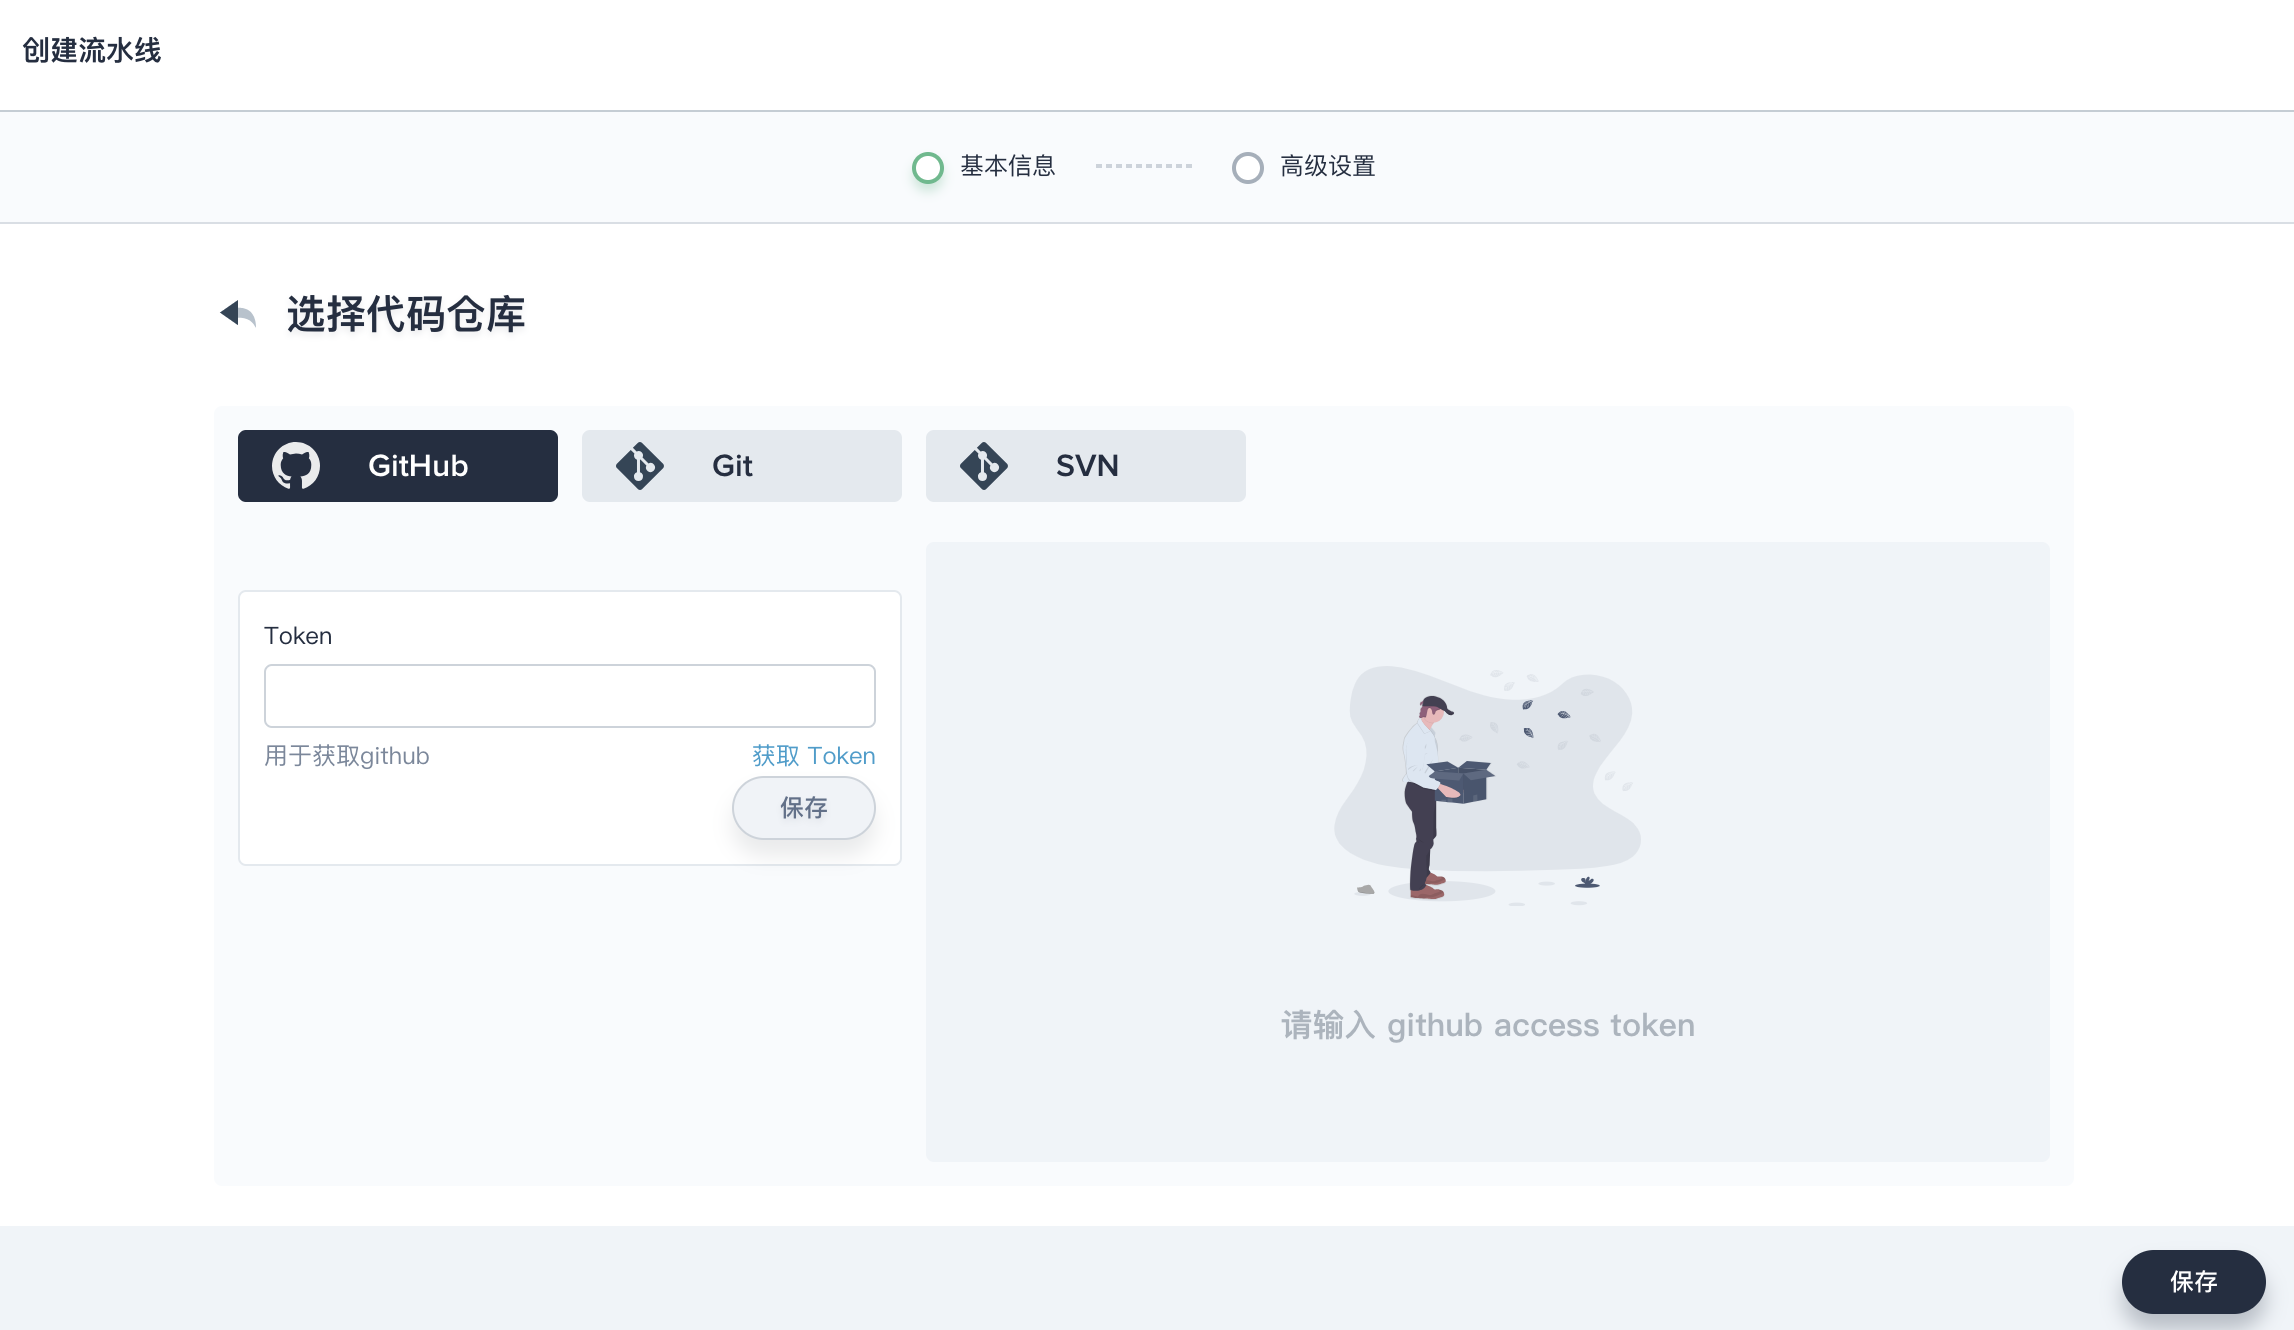 创建流水线
基本信息
高级设置
选择代码仓库
GitHub
Git
SVN
Token
用于获取github
获取 Token
保存
请输入 github access token
保存